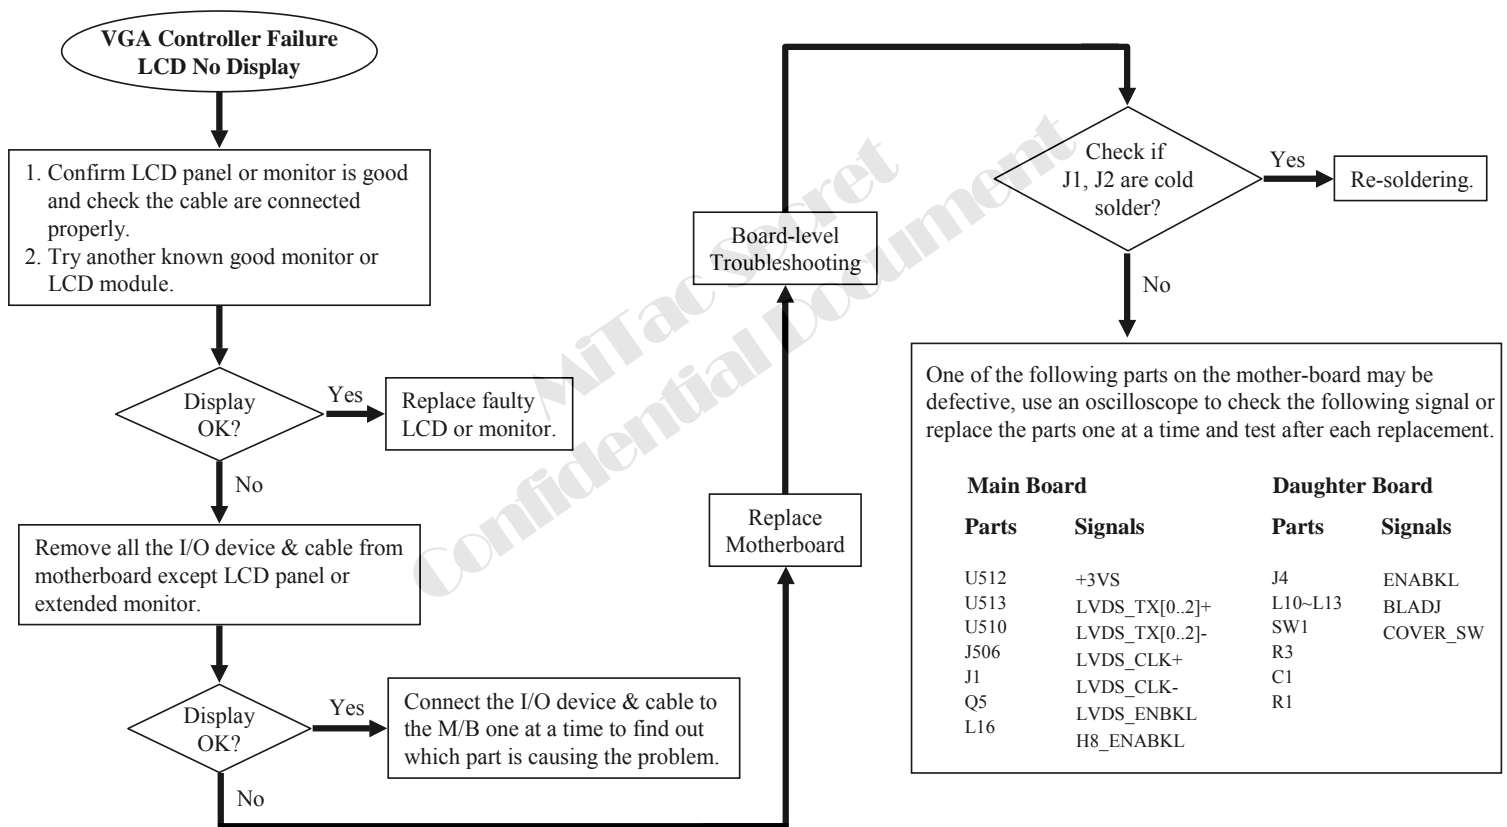 VGA Controller Failure
LCD No Display
1. Confirm LCD panel or monitor is good
and check the cable are connected
properly.
2. Try another known good monitor or
LCD module.
Display
OK?
Yes
Replace faulty
LCD or monitor.
No
Remove all the I/O device & cable from
motherboard except LCD panel or
extended monitor.
Display
OK?
Yes
Connect the I/O device & cable to
the M/B one at a time to find out
which part is causing the problem.
No
Replace
Motherboard
Board-level
Troubleshooting
Check if
J1, J2 are cold
solder?
Yes
Re-soldering.
No
One of the following parts on the mother-board may be
defective, use an oscilloscope to check the following signal or
replace the parts one at a time and test after each replacement.
Main Board
Parts
Signals
U512
U513
U510
J506
J1
Q5
L16
+3VS
LVDS_TX[0..2]+
LVDS_TX[0..2]-
LVDS_CLK+
LVDS_CLK-
LVDS_ENBKL
H8_ENABKL
Daughter Board
Parts
Signals
J4
L10~L13
SW1
R3
C1
R1
ENABKL
BLADJ
COVER_SW
MiTac Secret
Confidential Document